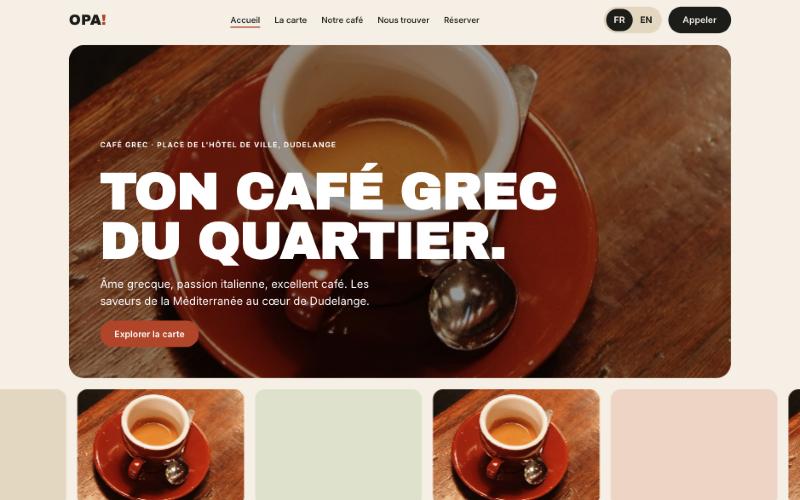 OPA!
Accueil La carte Notre café Nous trouver Réserver
FR EN
Appeler
CAFÉ GREC · PLACE DE L'HÔTEL DE VILLE, DUDELANGE
TON CAFÉ GREC
DU QUARTIER.
Âme grecque, passion italienne, excellent café. Les
saveurs de la Méditerranée au cœur de Dudelange.
Explorer la carte